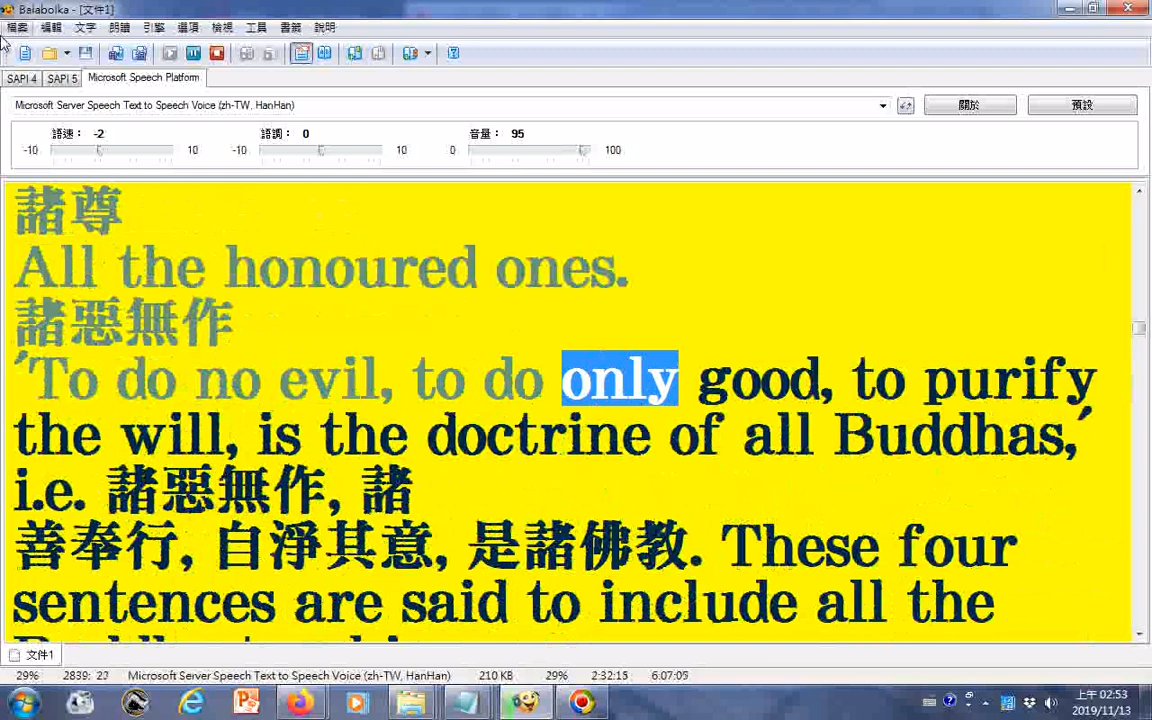 Balabolka - [文件1]
檔案 編輯 文字 朗讀 引擎 選項 檢視 工具 書籤 說明
SAPI 4 SAPI 5 Microsoft Speech Platform
Microsoft Server Speech Text to Speech Voice (zh-TW, HanHan) 關於 預設
語速： -2 語調： 0 音量： 95
-10 10 -10 10 0 100
諸尊
All the honoured ones.
諸惡無作
'To do no evil, to do only good, to purify
the will, is the doctrine of all Buddhas,'
i.e. 諸惡無作, 諸
善奉行, 自淨其意, 是諸佛教. These four
sentences are said to include all the
文件1
29% 2839: 23 Microsoft Server Speech Text to Speech Voice (zh-TW, HanHan) 210 KB 29% 2:32:15 6:07:05
上午 02:53
2019/11/13